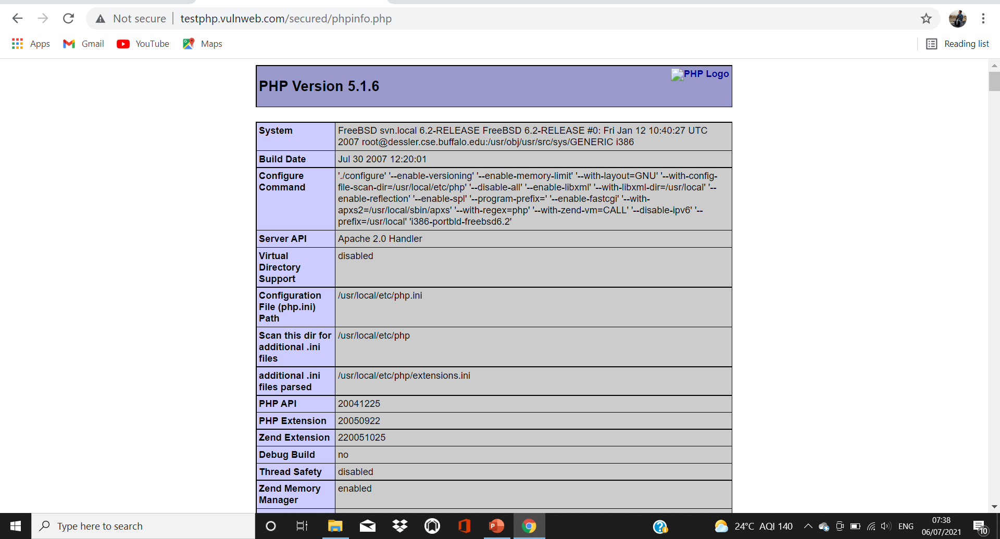 Not secure
testphp.vulnweb.com/secured/phpinfo.php
Apps
Gmail
YouTube
Maps
Reading list
PHP Version 5.1.6
PHP Logo
System
FreeBSD svn.local 6.2-RELEASE FreeBSD 6.2-RELEASE #0: Fri Jan 12 10:40:27 UTC
2007 root@dessler.cse.buffalo.edu:/usr/obj/usr/src/sys/GENERIC i386
Build Date
Jul 30 2007 12:20:01
Configure
Command
'./configure' '--enable-versioning' '--enable-memory-limit' '--with-layout=GNU' '--with-config-
file-scan-dir=/usr/local/etc/php' '--disable-all' '--enable-libxml' '--with-libxml-dir=/usr/local' '--
enable-reflection' '--enable-spl' '--program-prefix=' '--enable-fastcgi' '--with-
apxs2=/usr/local/sbin/apxs' '--with-regex=php' '--with-zend-vm=CALL' '--disable-ipv6' '--
prefix=/usr/local' 'i386-portbld-freebsd6.2'
Server API
Apache 2.0 Handler
Virtual
Directory
Support
disabled
Configuration
File (php.ini)
Path
/usr/local/etc/php.ini
Scan this dir for
additional .ini
files
/usr/local/etc/php
additional .ini
files parsed
/usr/local/etc/php/extensions.ini
PHP API
20041225
PHP Extension
20050922
Zend Extension
220051025
Debug Build
no
Thread Safety
disabled
Zend Memory
Manager
enabled
Type here to search
24°C AQI 140
ENG
07:38
06/07/2021
10